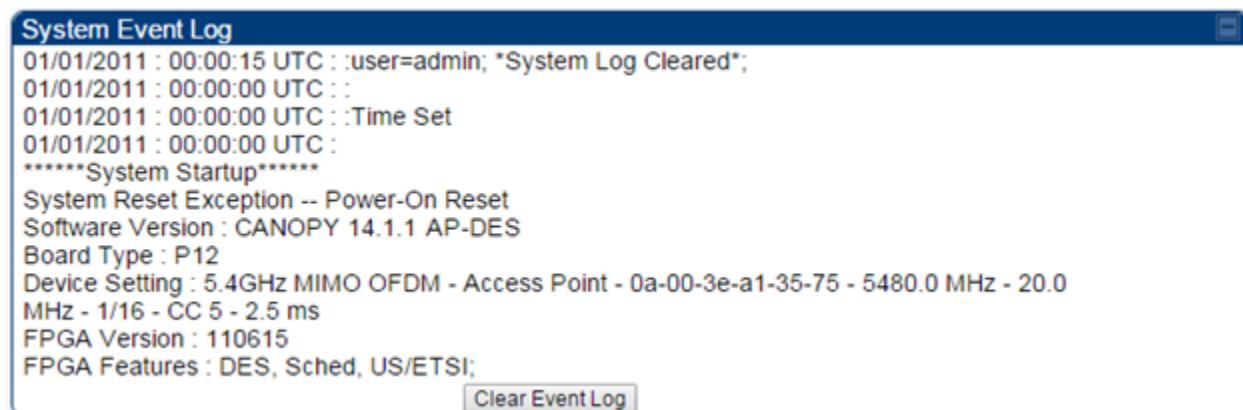 System Event Log
01/01/2011 : 00:00:15 UTC : :user=admin; *System Log Cleared*;
01/01/2011 : 00:00:00 UTC : :
01/01/2011 : 00:00:00 UTC : :Time Set
01/01/2011 : 00:00:00 UTC :
******System Startup******
System Reset Exception -- Power-On Reset
Software Version : CANOPY 14.1.1 AP-DES
Board Type : P12
Device Setting : 5.4GHz MIMO OFDM - Access Point - 0a-00-3e-a1-35-75 - 5480.0 MHz - 20.0
MHz - 1/16 - CC 5 - 2.5 ms
FPGA Version : 110615
FPGA Features : DES, Sched, US/ETSI;
Clear Event Log